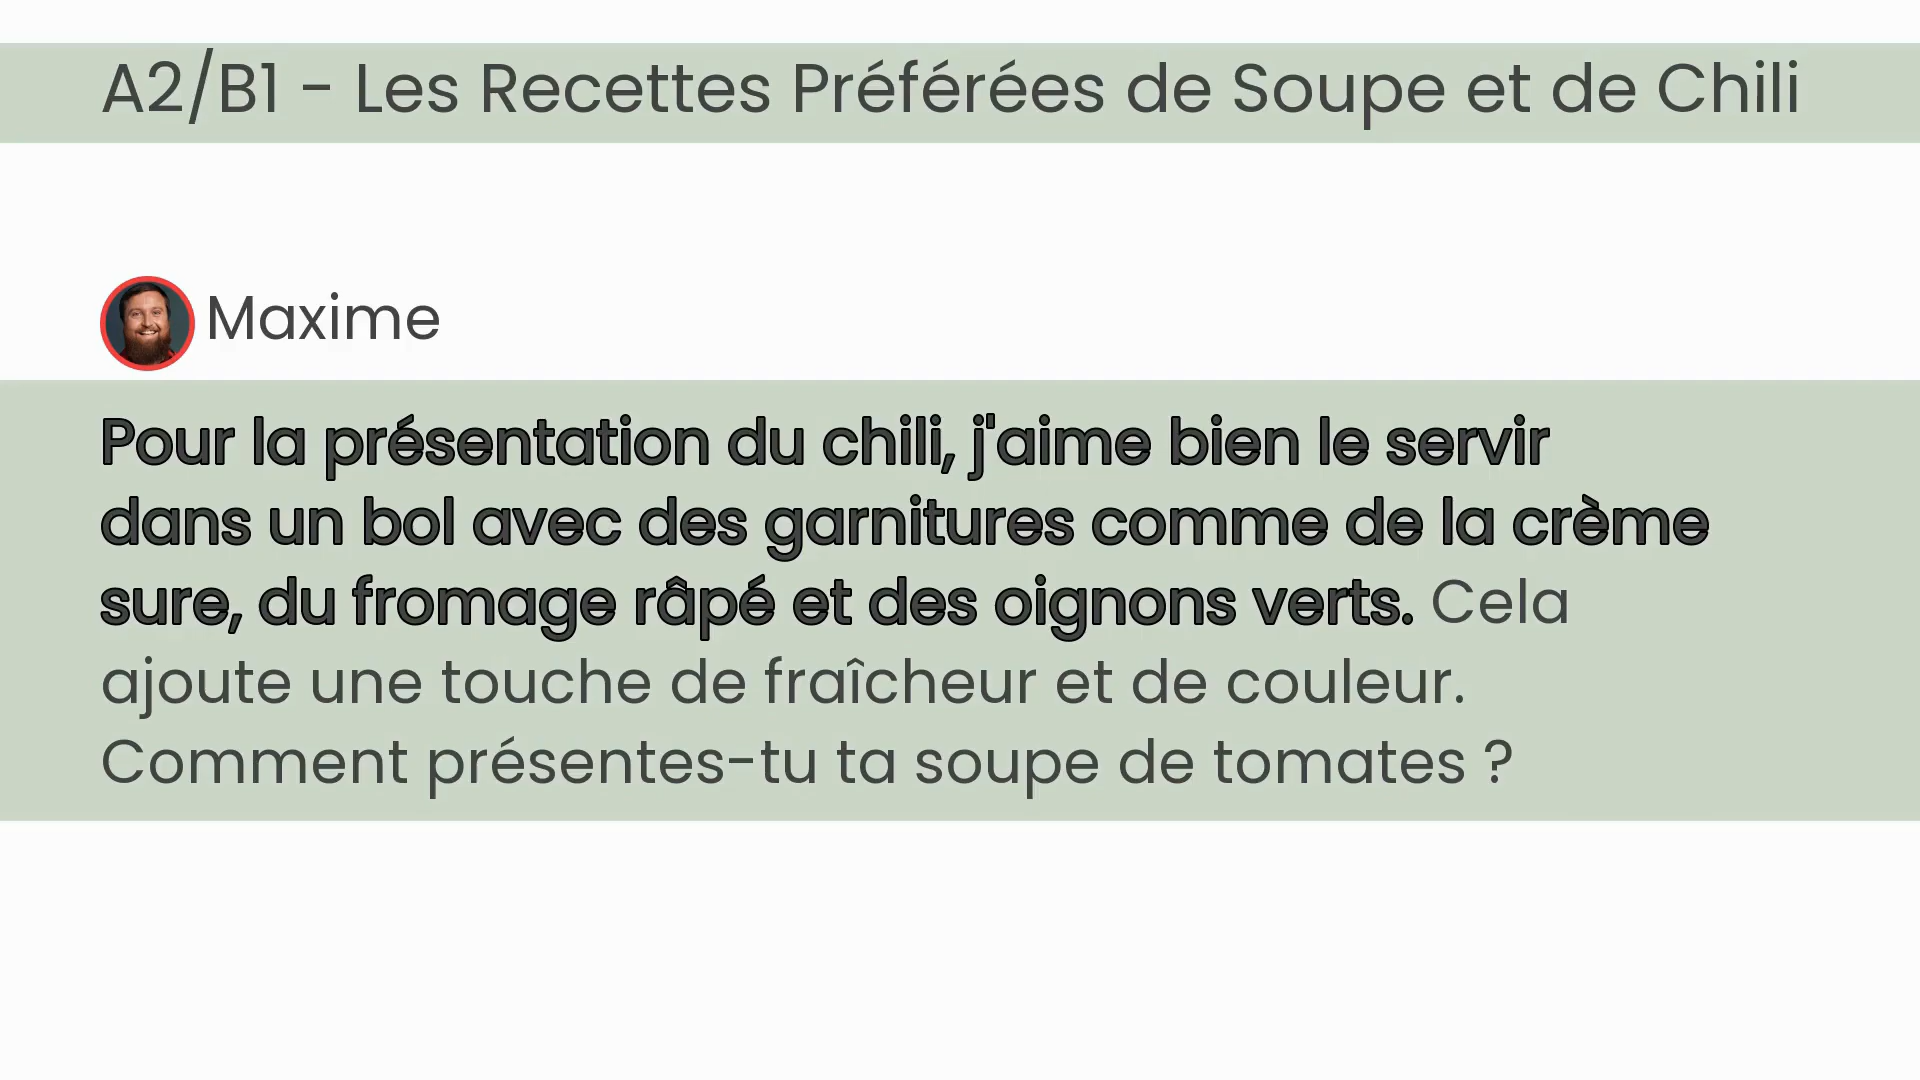 A2/B1 - Les Recettes Préférées de Soupe et de Chili
Maxime
Pour la présentation du chili, j'aime bien le servir
dans un bol avec des garnitures comme de la crème
sure, du fromage râpé et des oignons verts. Cela
ajoute une touche de fraîcheur et de couleur.
Comment présentes-tu ta soupe de tomates ?